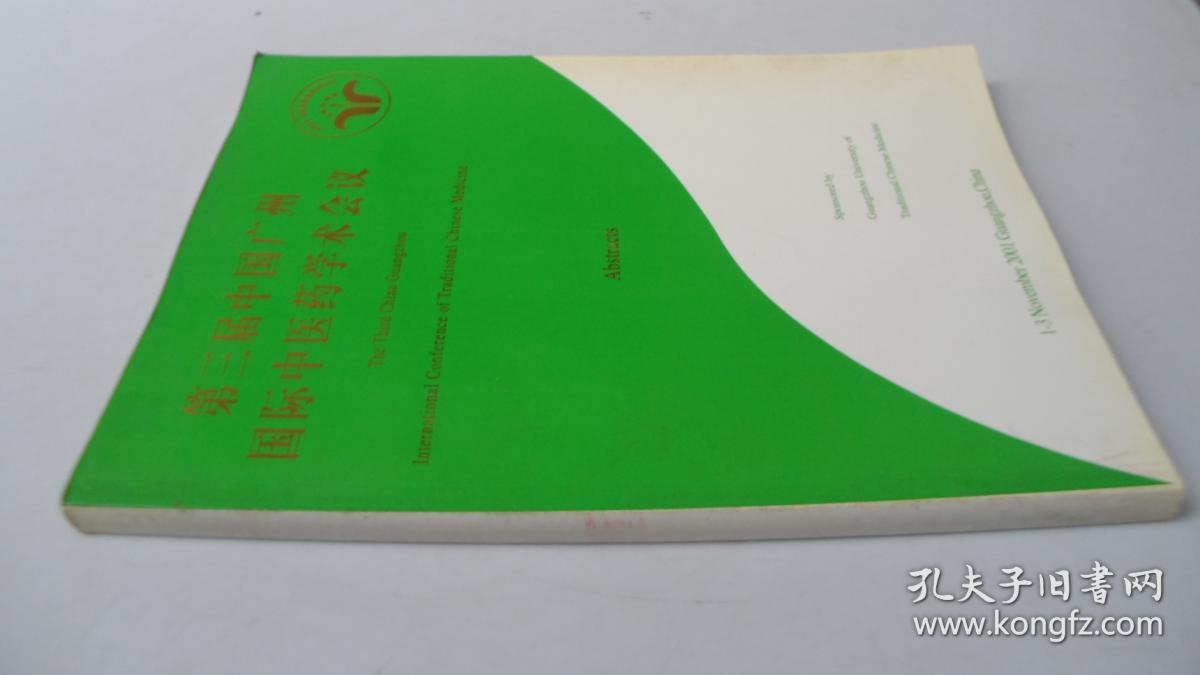 第三届中国广州
国际中医药学术会议
The Third China Guangzhou
International Conference of Traditional Chinese Medicine
Abstracts
Sponsored by
Guangzhou University of
Traditional Chinese Medicine
1-3 November 2001 Guangzhou,China
孔夫子旧书网
www.kongfz.com